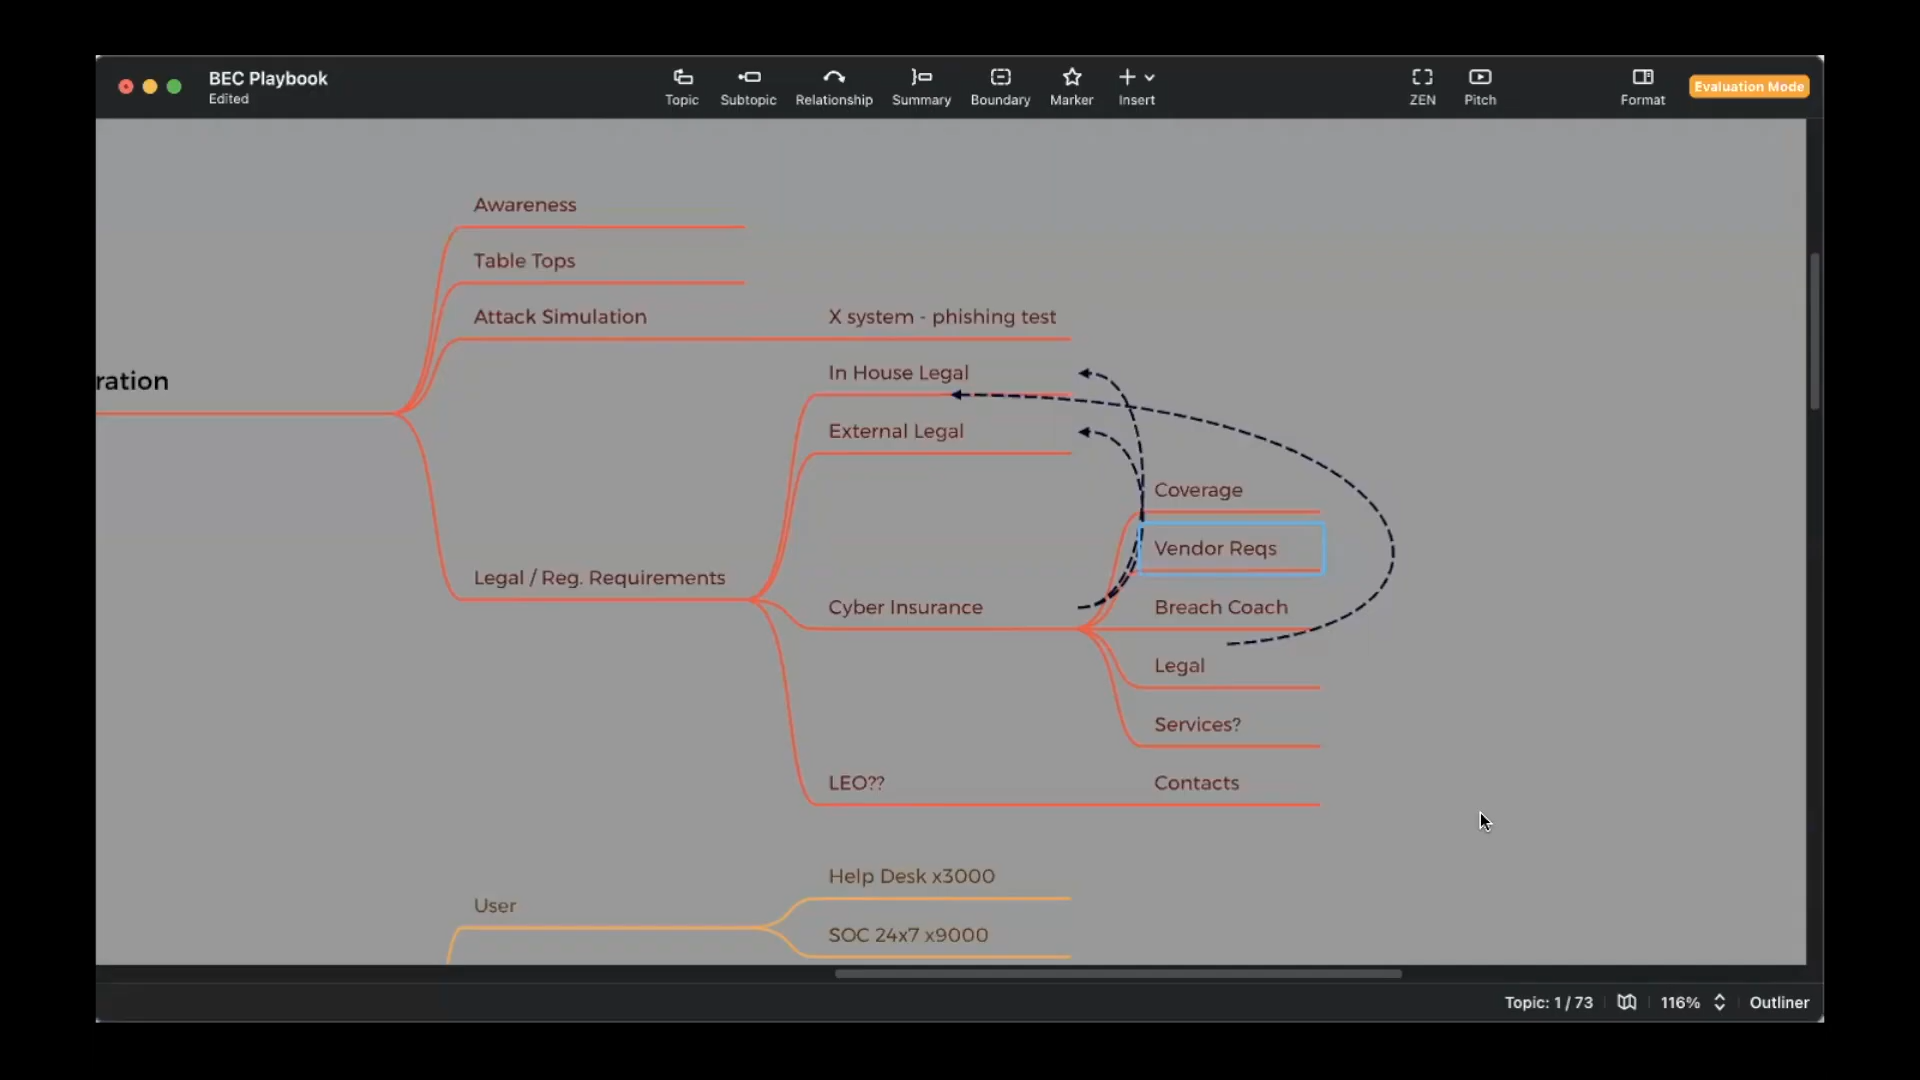 BEC Playbook
Edited
Topic
Subtopic
Relationship
Summary
Boundary
Marker
Insert
ZEN
Pitch
Format
Evaluation Mode
ration
Awareness
Table Tops
Attack Simulation
X system - phishing test
Legal / Reg. Requirements
In House Legal
External Legal
Cyber Insurance
Coverage
Vendor Reqs
Breach Coach
Legal
Services?
LEO??
Contacts
User
Help Desk x3000
SOC 24x7 x9000
Topic: 1 / 73
116%
Outliner